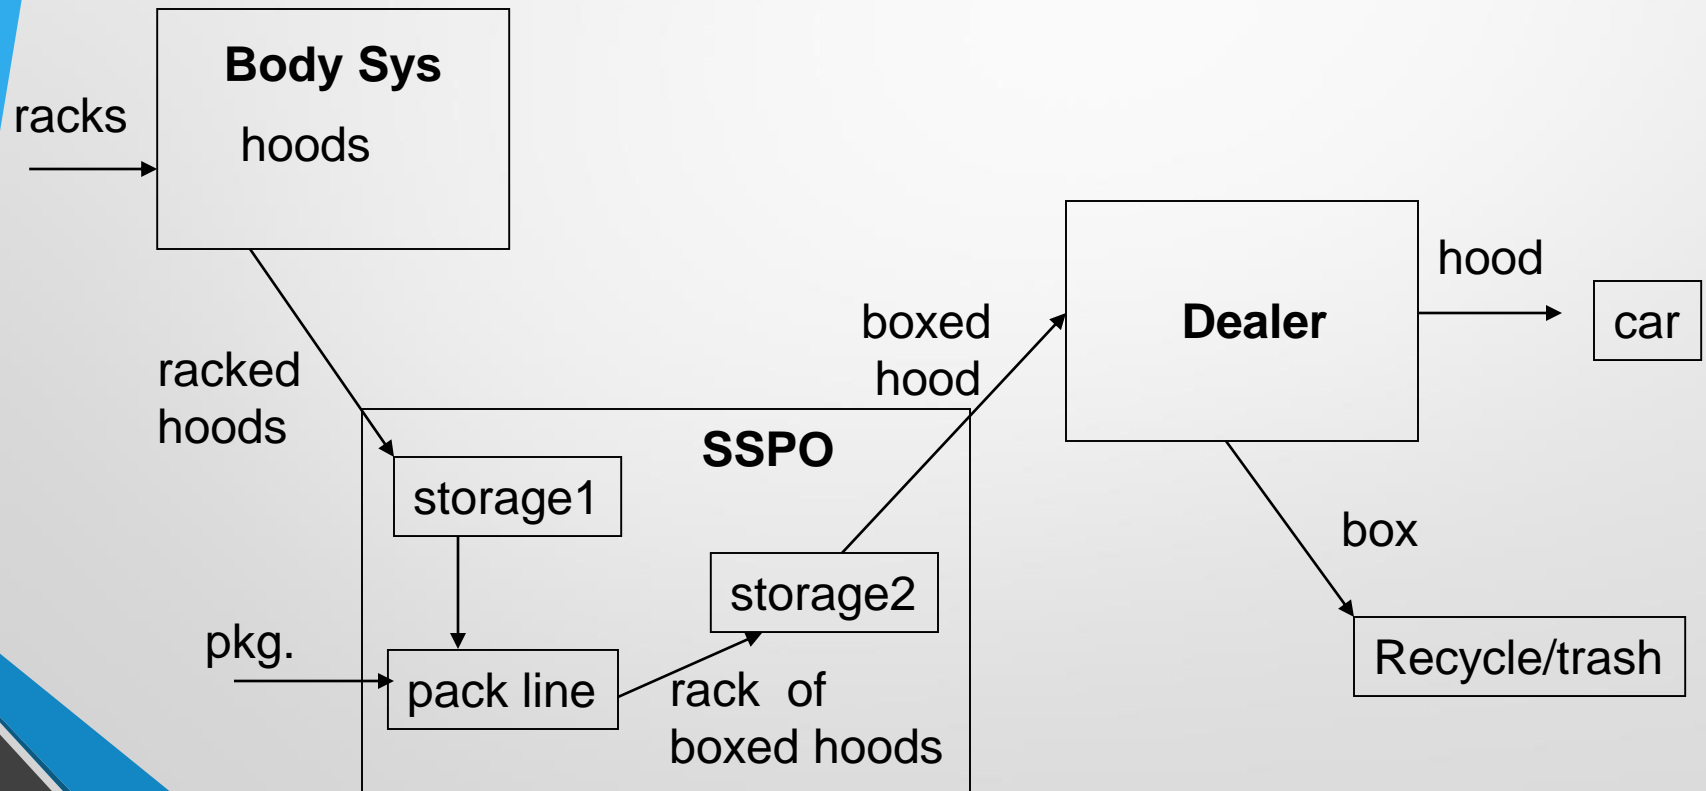 Body Sys
racks
hoods
racked
hoods
SSPO
storage1
pkg.
pack line
rack of
boxed hoods
storage2
boxed
hood
Dealer
hood
car
box
Recycle/trash